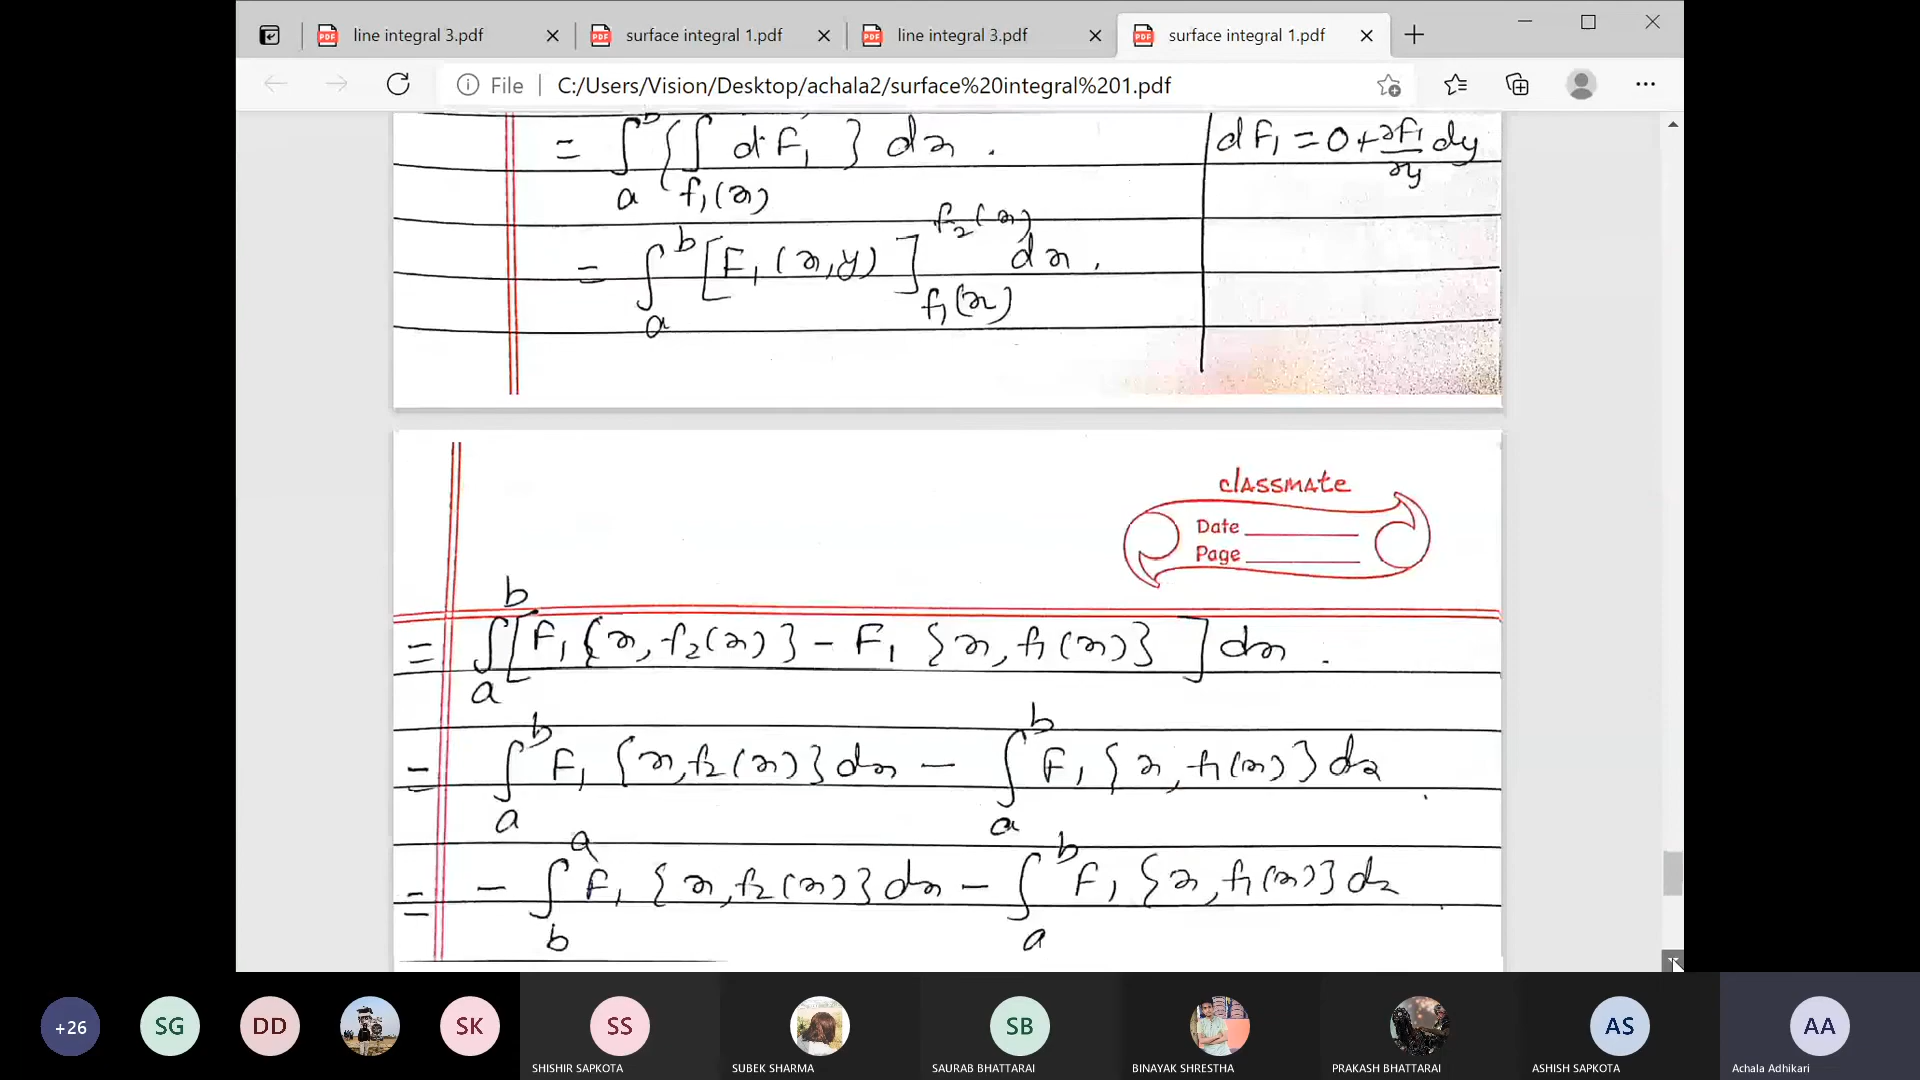 line integral 3.pdf surface integral 1.pdf line integral 3.pdf surface integral 1.pdf
File C:/Users/Vision/Desktop/achala2/surface%20integral%201.pdf
= ∫_a^b { ∫_{f₁(x)} dF₁ } dx .
dF₁ = 0 + ∂F₁/∂y dy
= ∫_a^b [F₁(x,y)]_{f₁(x)}^{f₂(x)} dx .
classmate
Date
Page
= ∫_a^b [F₁{x, f₂(x)} - F₁{x, f₁(x)}] dx .
= ∫_a^b F₁{x, f₂(x)} dx - ∫_a^b F₁{x, f₁(x)} dx
= - ∫_b^a F₁{x, f₂(x)} dx - ∫_a^b F₁{x, f₁(x)} dx
+26 SG DD SK SS SB AS AA
SHISHIR SAPKOTA SUBEK SHARMA SAURAB BHATTARAI BINAYAK SHRESTHA PRAKASH BHATTARAI ASHISH SAPKOTA Achala Adhikari